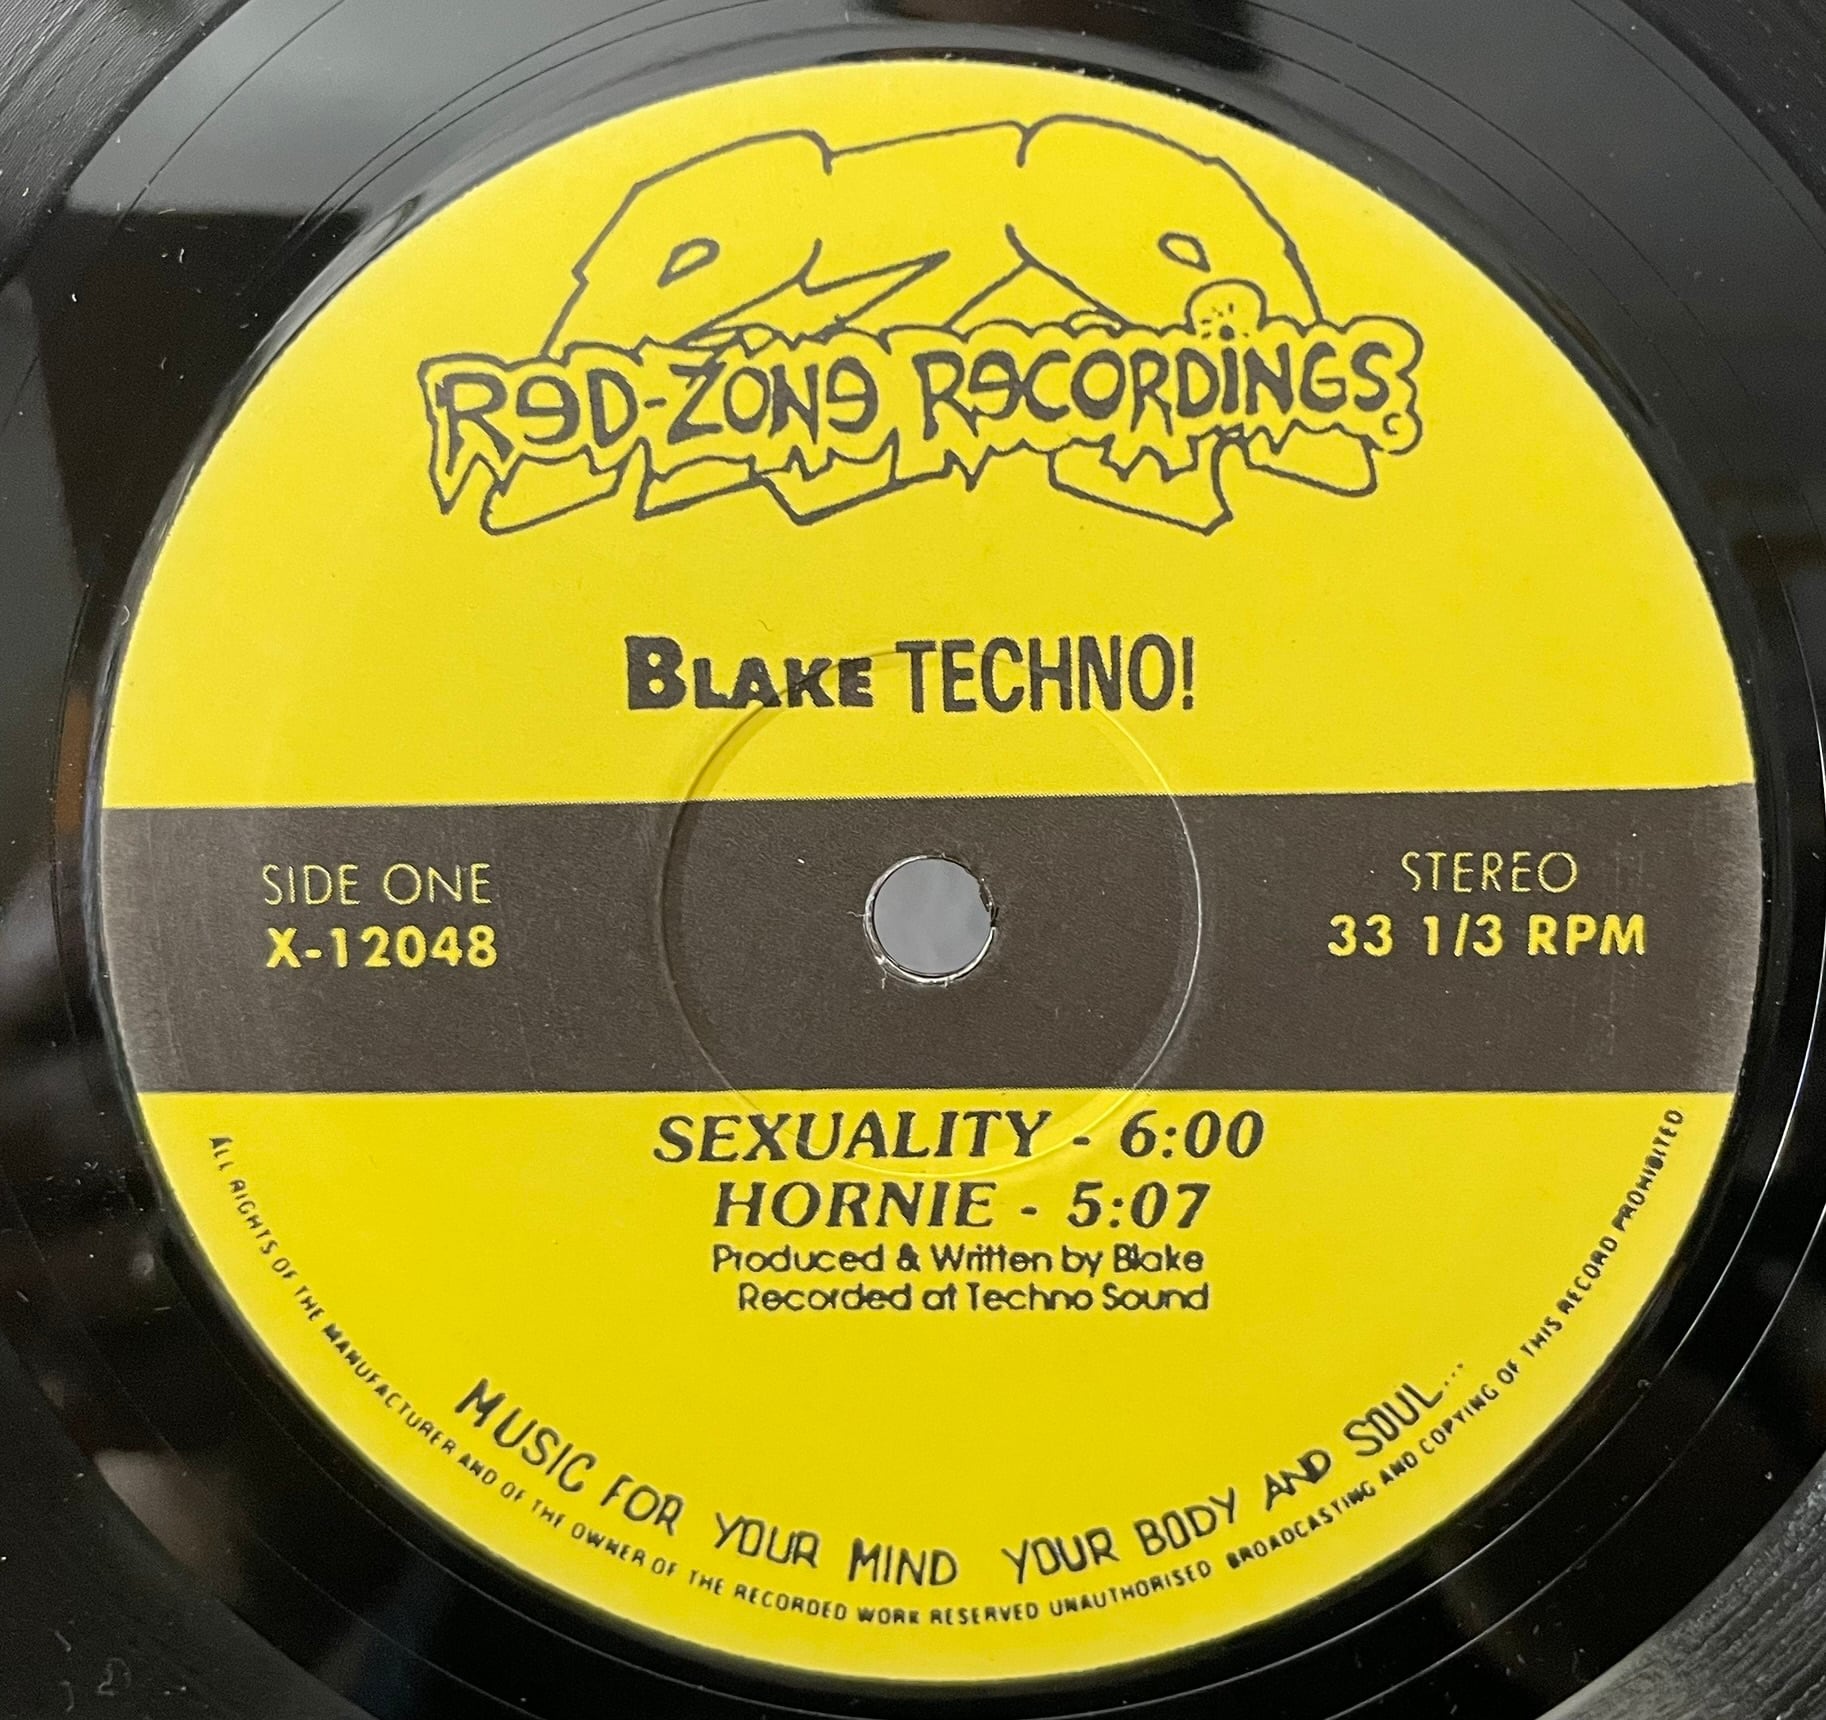 RED-ZONE RECORDINGS
BLAKE TECHNO!
SIDE ONE
X-12048
STEREO
33 1/3 RPM
SEXUALITY - 6:00
HORNIE - 5:07
Produced & Written by Blake
Recorded at Techno Sound
MUSIC FOR YOUR MIND YOUR BODY AND SOUL...
ALL RIGHTS OF THE MANUFACTURER AND OF THE OWNER OF THE RECORDED WORK RESERVED UNAUTHORISED BROADCASTING AND COPYING OF THIS RECORD PROHIBITED